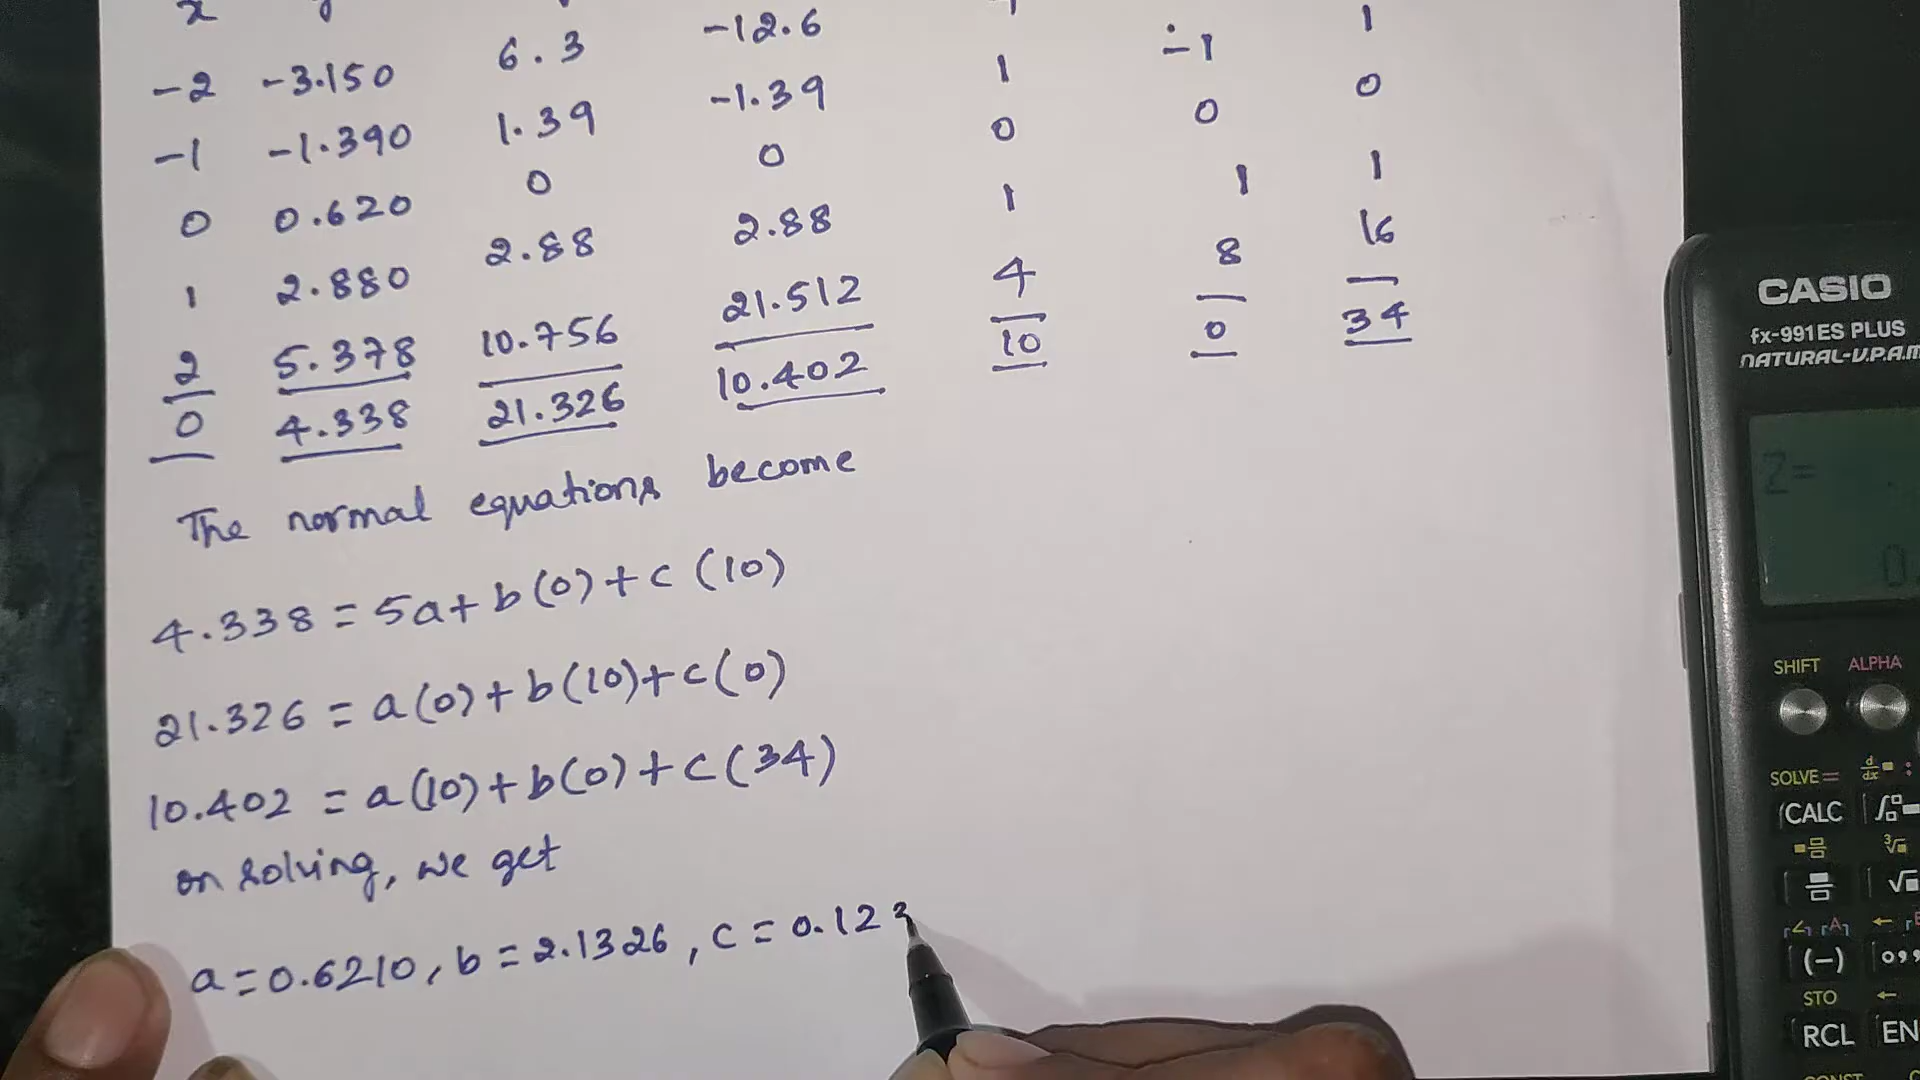 x y
-2 -3.150 6.3 -12.6 1
-1 -1.390 1.39 -1.39 1 -1 0
0 0.620 0 0 0 0 1
1 2.880 2.88 2.88 1 1 16
2 5.378 10.756 21.512 4 8 34
0 4.338 21.326 10.402 10 0
The normal equations become
4.338 = 5a + b(0) + c(10)
21.326 = a(0) + b(10) + c(0)
10.402 = a(10) + b(0) + c(34)
on solving, we get
a = 0.6210, b = 2.1326, c = 0.123
CASIO
fx-991ES PLUS
NATURAL-V.P.A.M
Z=
0.
SHIFT ALPHA
SOLVE =
CALC
STO
RCL EN
CONST